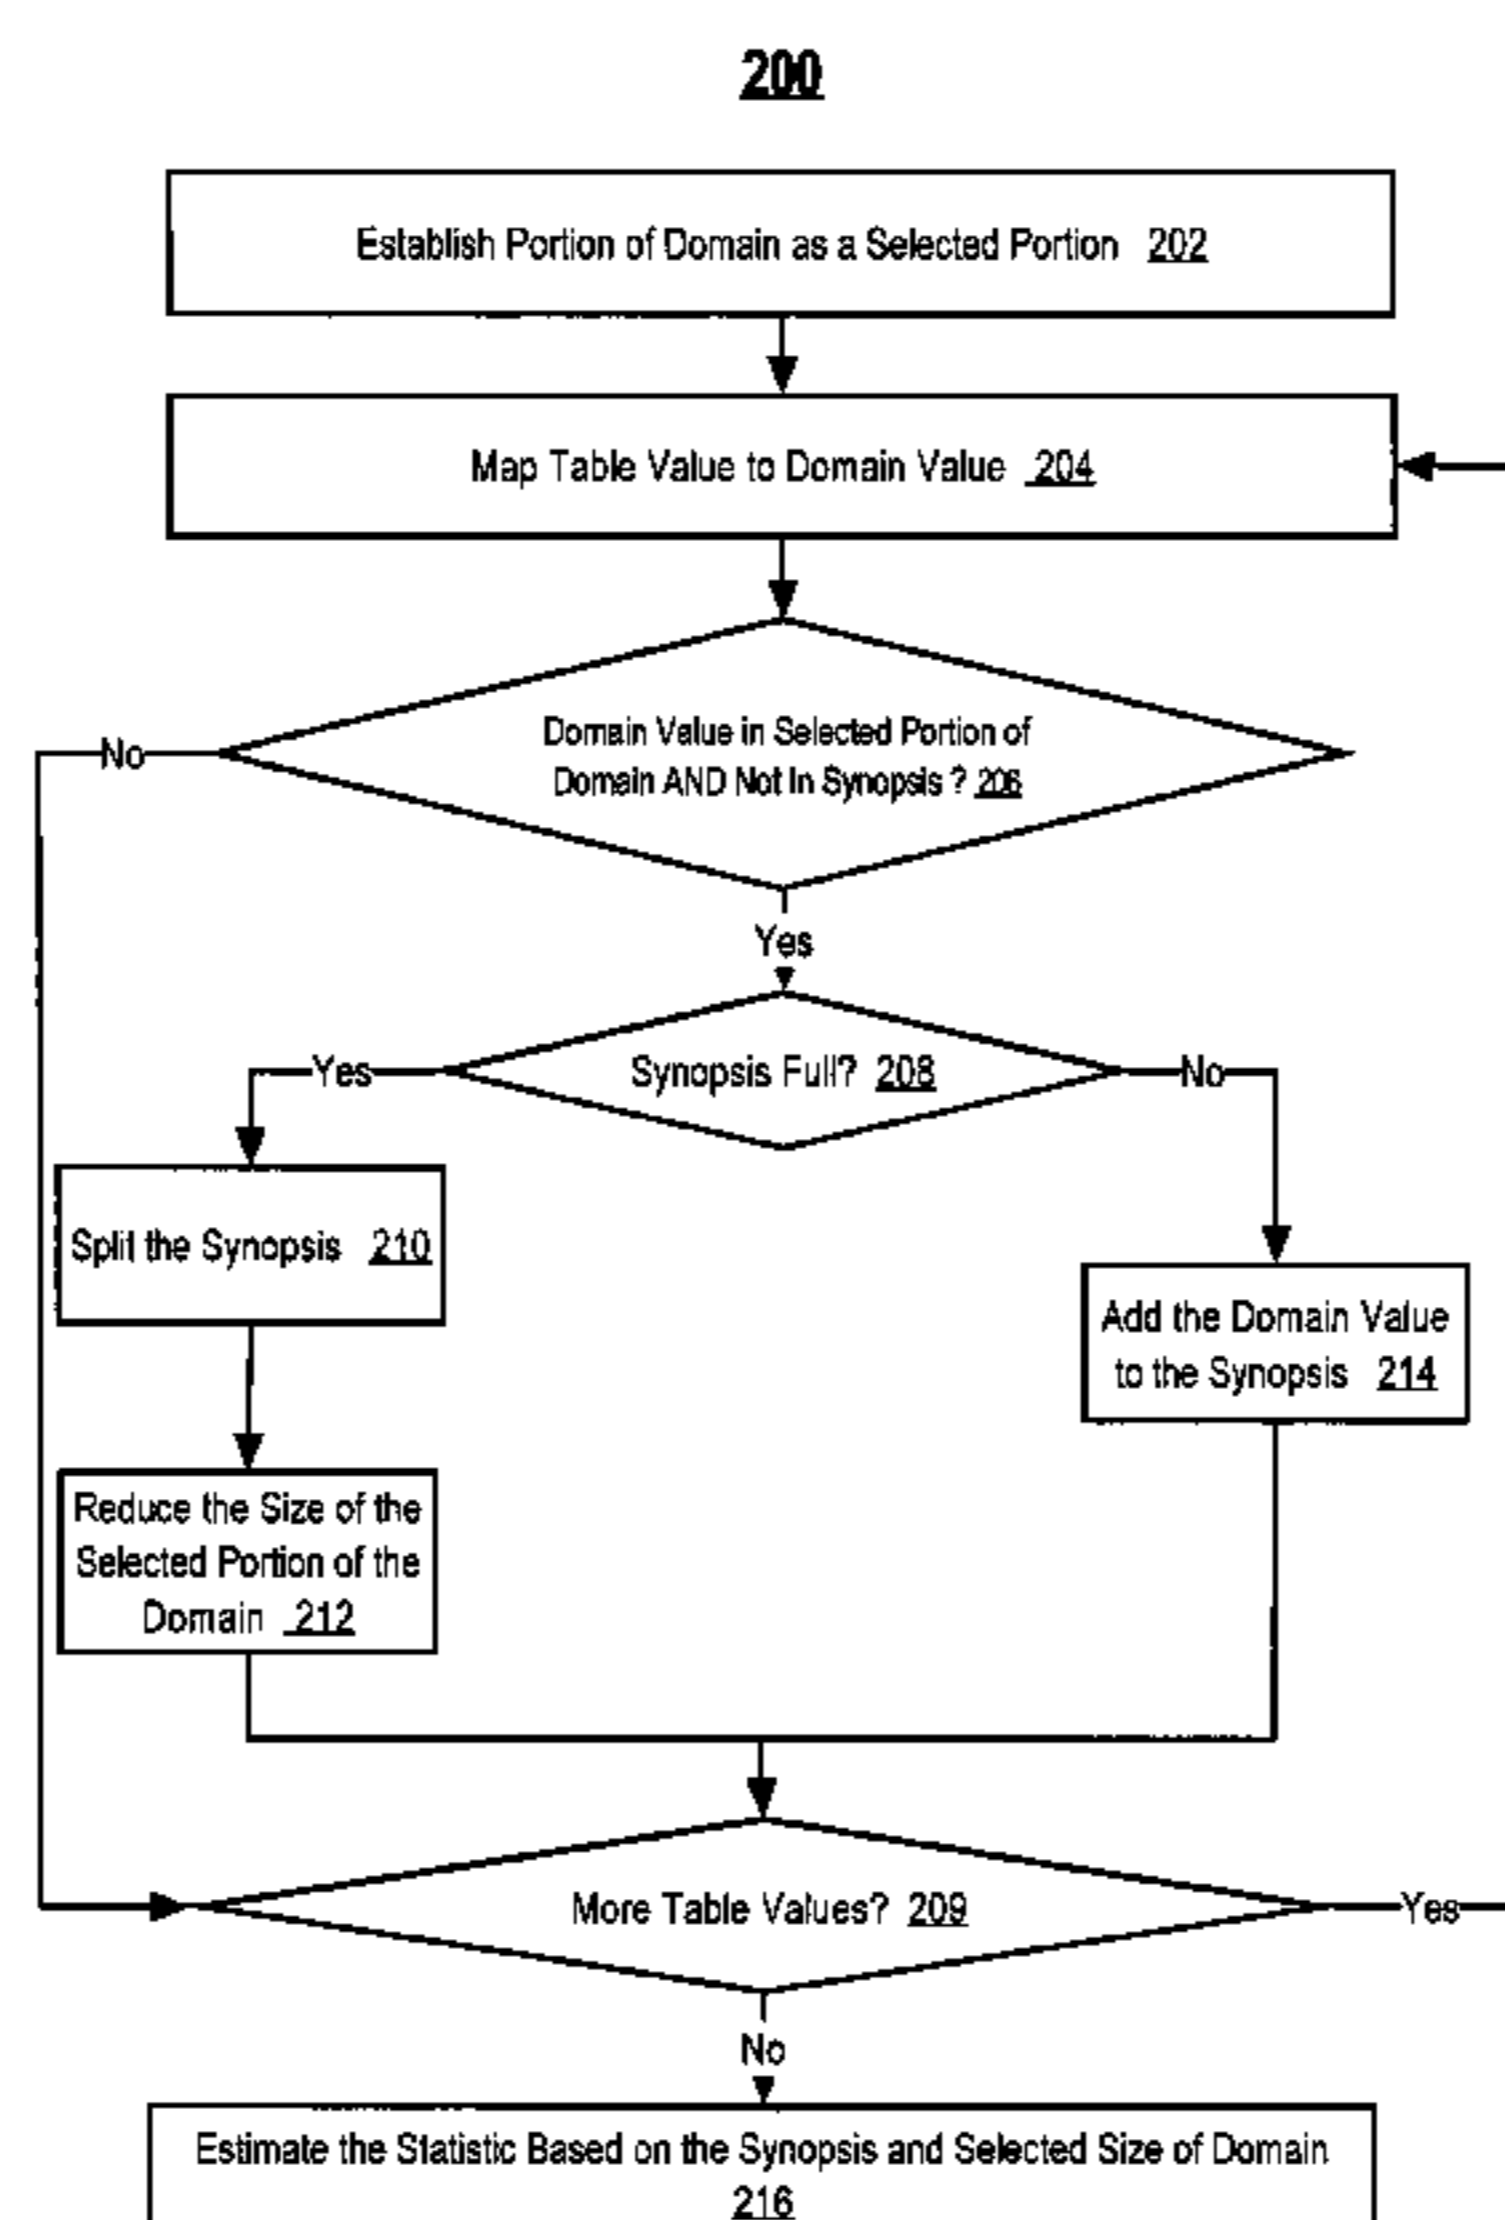 200
Establish Portion of Domain as a Selected Portion 202
Map Table Value to Domain Value 204
Domain Value in Selected Portion of
Domain AND Not In Synopsis ? 206
No
Yes
Synopsis Full? 208
Yes
No
Split the Synopsis 210
Add the Domain Value
to the Synopsis 214
Reduce the Size of the
Selected Portion of the
Domain 212
More Table Values? 209
Yes
No
Estimate the Statistic Based on the Synopsis and Selected Size of Domain
216